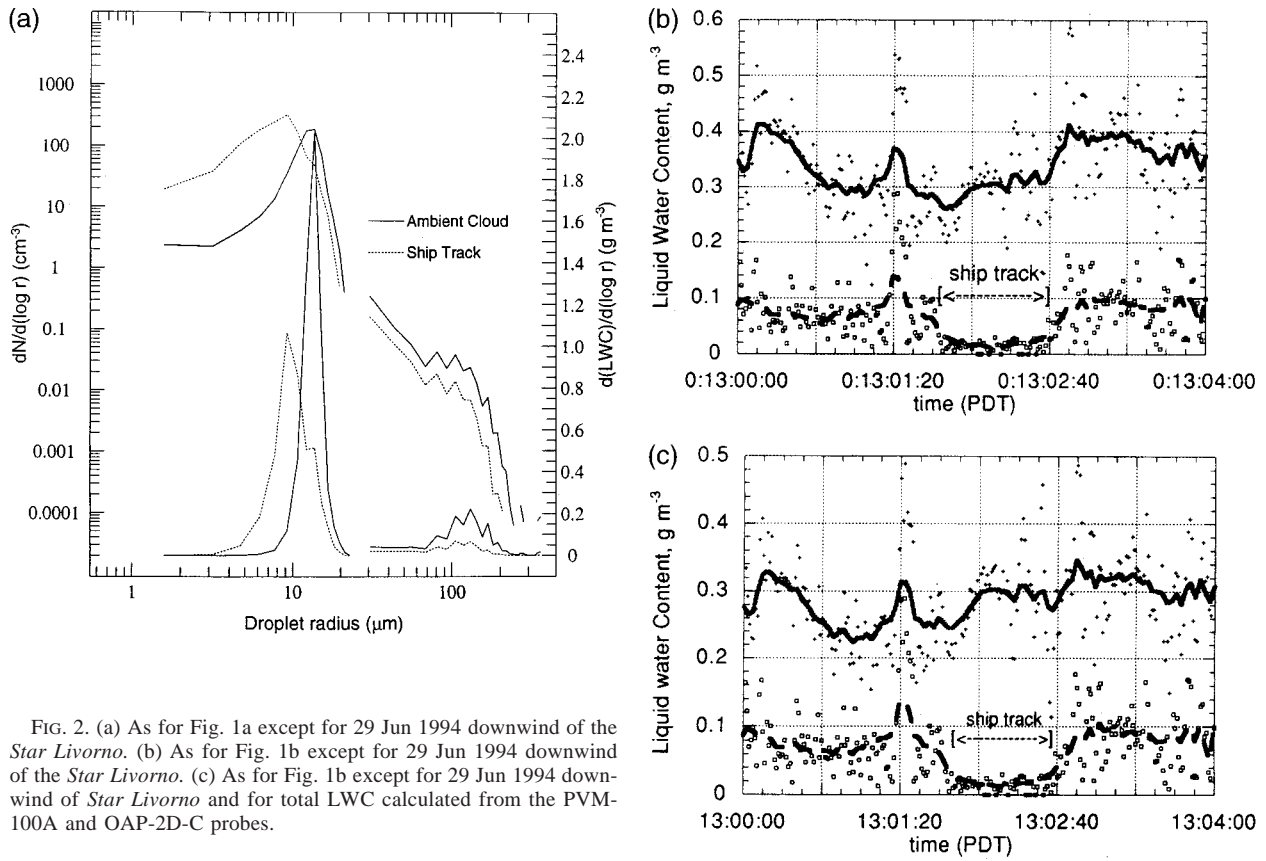 (a)
dN/d(log r) (cm-3)
1000
100
10
1
0.1
0.01
0.001
0.0001
Ambient Cloud
Ship Track
2.4
2.2
2.0
1.8
1.6
1.4
1.2
1.0
0.8
0.6
0.4
0.2
0
d(LWC)/d(log r) (g m-3)
1
10
100
Droplet radius (μm)
FIG. 2. (a) As for Fig. 1a except for 29 Jun 1994 downwind of the
Star Livorno. (b) As for Fig. 1b except for 29 Jun 1994 downwind
of the Star Livorno. (c) As for Fig. 1b except for 29 Jun 1994 down-
wind of Star Livorno and for total LWC calculated from the PVM-
100A and OAP-2D-C probes.
(b)
Liquid Water Content, g m-3
0.6
0.5
0.4
0.3
0.2
0.1
0
ship track
0:13:00:00
0:13:01:20
0:13:02:40
0:13:04:00
time (PDT)
(c)
Liquid water Content, g m-3
0.5
0.4
0.3
0.2
0.1
0
ship track
13:00:00
13:01:20
13:02:40
13:04:00
time (PDT)